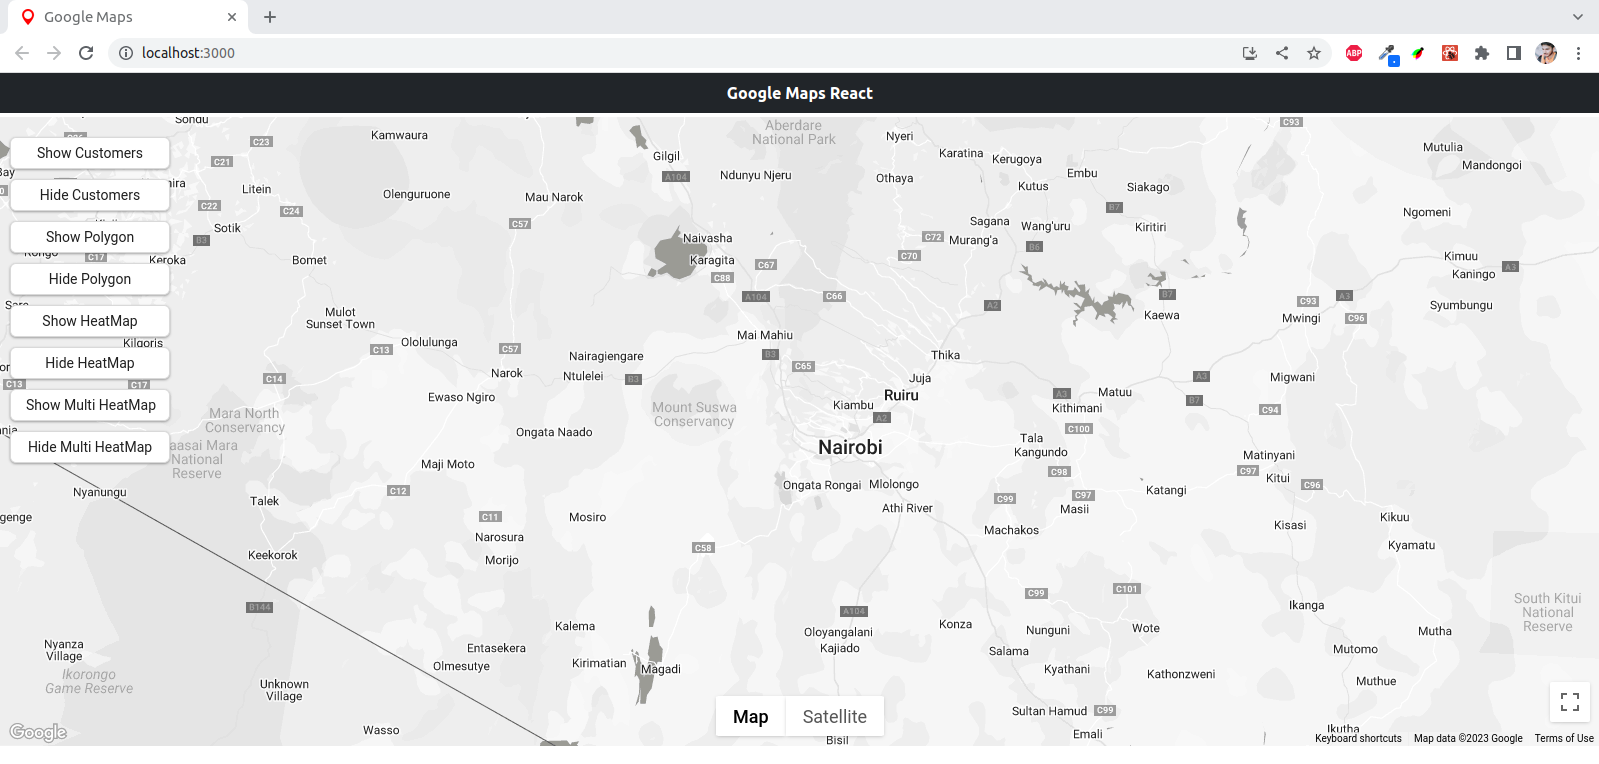 Google Maps
localhost:3000
ABP
Google Maps React
Sondu
Kamwaura
Aberdare
National Park
Nyeri
C93
C23
C21
Gilgil
A104
Ndunyu Njeru
Othaya
Karatina
Kerugoya
Embu
Mutulia
Mandongoi
Show Customers
Litein
Olenguruone
Mau Narok
Kutus
Siakago
Hide Customers
C22
C24
C57
Sagana
Wang'uru
B7
Ngomeni
Show Polygon
B3
Sotik
Naivasha
C72
Murang'a
B6
Kiritiri
Keroka
C17
Bomet
Karagita
C67
C70
Kimuu
Kaningo
A3
Hide Polygon
C88
A104
C66
A2
B7
C93
A3
Syumbungu
Show HeatMap
Mulot
Sunset Town
Mai Mahiu
Kaewa
Mwingi
C96
Kilgoris
C13
Ololulunga
C57
Nairagiengare
B3
C65
Thika
Hide HeatMap
C13
C17
C14
Narok
Ntulelei
B3
Juja
A3
Migwani
Show Multi HeatMap
Mara North
Conservancy
Ewaso Ngiro
Mount Suswa
Conservancy
Kiambu
Ruiru
A2
A3
Kithimani
Matuu
B7
C94
C100
Hide Multi HeatMap
aasai Mara
National
Reserve
Ongata Naado
Nairobi
Tala
Kangundo
Matinyani
Maji Moto
C98
C97
Kitui
C96
Nyanungu
Talek
C12
Ongata Rongai
Mlolongo
C99
C97
Masii
Katangi
genge
C11
Mosiro
Athi River
Machakos
Kisasi
Kikuu
Keekorok
Narosura
Morijo
C58
Kyamatu
B144
A104
C99
C101
Ikanga
South Kitui
National
Reserve
Nyanza
Village
Entasekera
Olmesutye
Kalema
Kirimatian
Magadi
Oloyangalani
Kajiado
Konza
Nunguni
Salama
Wote
Mutha
Mutomo
Ikorongo
Game Reserve
Unknown
Village
Kyathani
Kathonzweni
Muthue
Wasso
Map
Satellite
Sultan Hamud
C99
Emali
Bisil
Ikutha
Google
Keyboard shortcuts
Map data ©2023 Google
Terms of Use